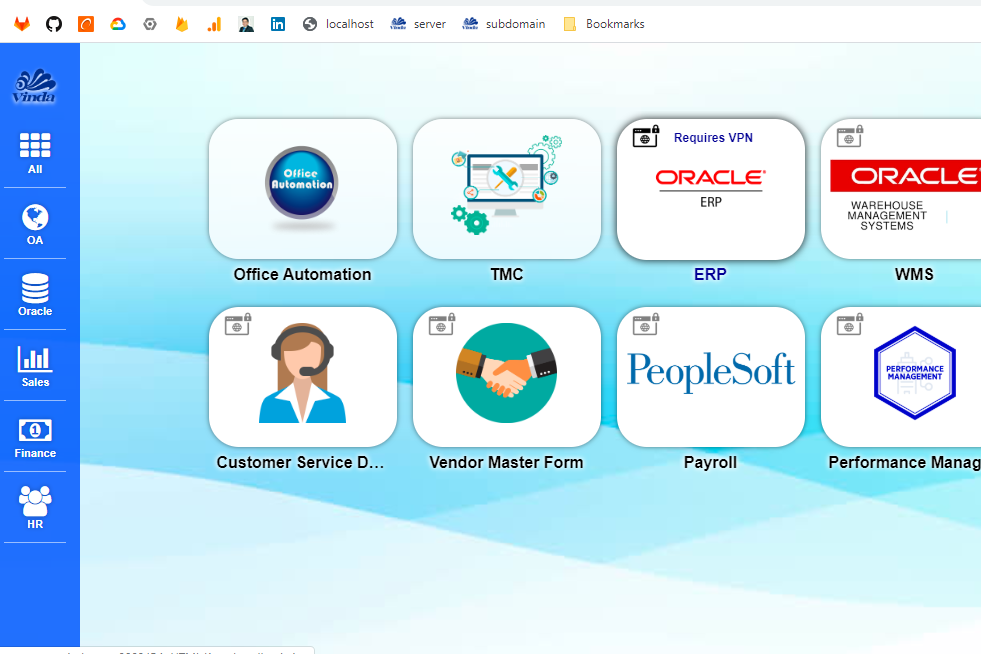 localhost
server
subdomain
Bookmarks
Vinda
All
OA
Oracle
Sales
Finance
HR
Office
Automation
Office Automation
TMC
Requires VPN
ORACLE
ERP
ERP
ORACLE
WAREHOUSE
MANAGEMENT
SYSTEMS
WMS
Customer Service D...
Vendor Master Form
PeopleSoft
Payroll
PERFORMANCE
MANAGEMENT
Performance Manag